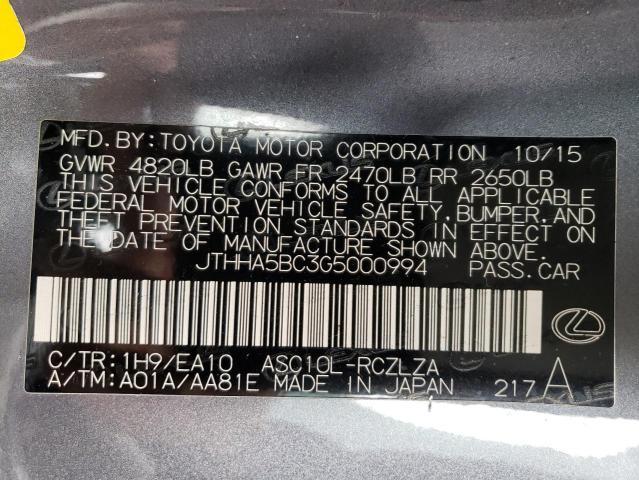 MFD. BY: TOYOTA MOTOR CORPORATION 10/15
GVWR 4820LB GAWR FR 2470LB RR 2650LB
THIS VEHICLE CONFORMS TO ALL APPLICABLE
FEDERAL MOTOR VEHICLE SAFETY, BUMPER, AND
THEFT PREVENTION STANDARDS IN EFFECT ON
THE DATE OF MANUFACTURE SHOWN ABOVE.
JTHHA5BC3G5000994 PASS. CAR
C/TR: 1H9/EA10 ASC10L-RCZLZA
A/TM: A01A/AA81E MADE IN JAPAN 217 A